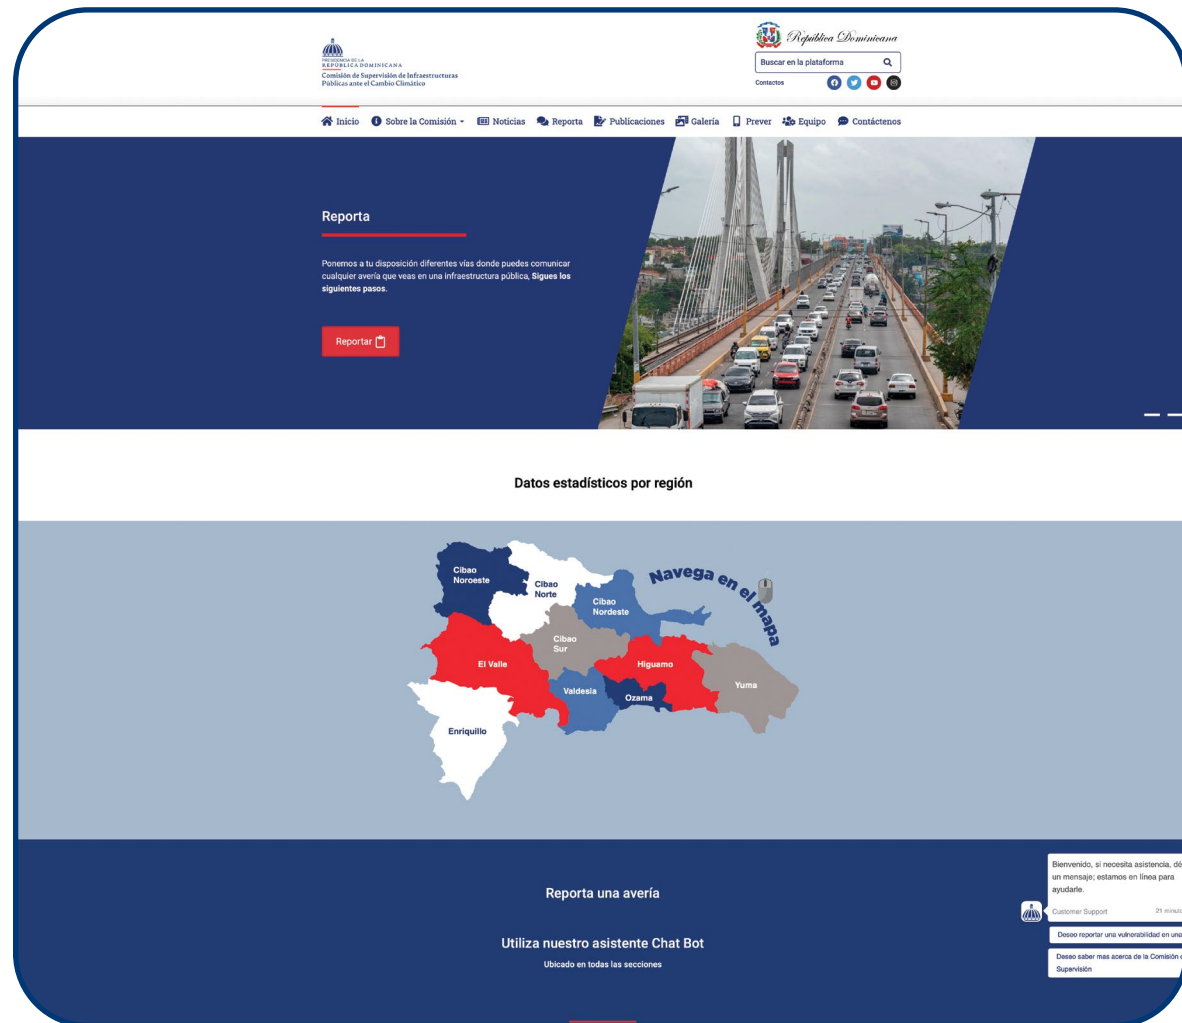 República Dominicana
PRESIDENCIA DE LA
REPÚBLICA DOMINICANA
Comisión de Supervisión de Infraestructuras
Públicas ante el Cambio Climático
Buscar en la plataforma
Contactos
Inicio Sobre la Comisión Noticias Reporta Publicaciones Galería Prever Equipo Contáctenos
Reporta
Ponemos a tu disposición diferentes vías donde puedes comunicar
cualquier avería que veas en una infraestructura pública, Sigues los
siguientes pasos.
Reportar
Datos estadísticos por región
Navega en el mapa
Cibao
Noroeste
Cibao
Norte
Cibao
Nordeste
Cibao
Sur
El Valle
Higuamo
Yuma
Valdesia
Ozama
Enriquillo
Reporta una avería
Utiliza nuestro asistente Chat Bot
Ubicado en todas las secciones
Bienvenido, si necesita asistencia, dé
un mensaje; estamos en línea para
ayudarle.
Customer Support
Deseo reportar una vulnerabilidad en una
Deseo saber mas acerca de la Comisión
Supervisión